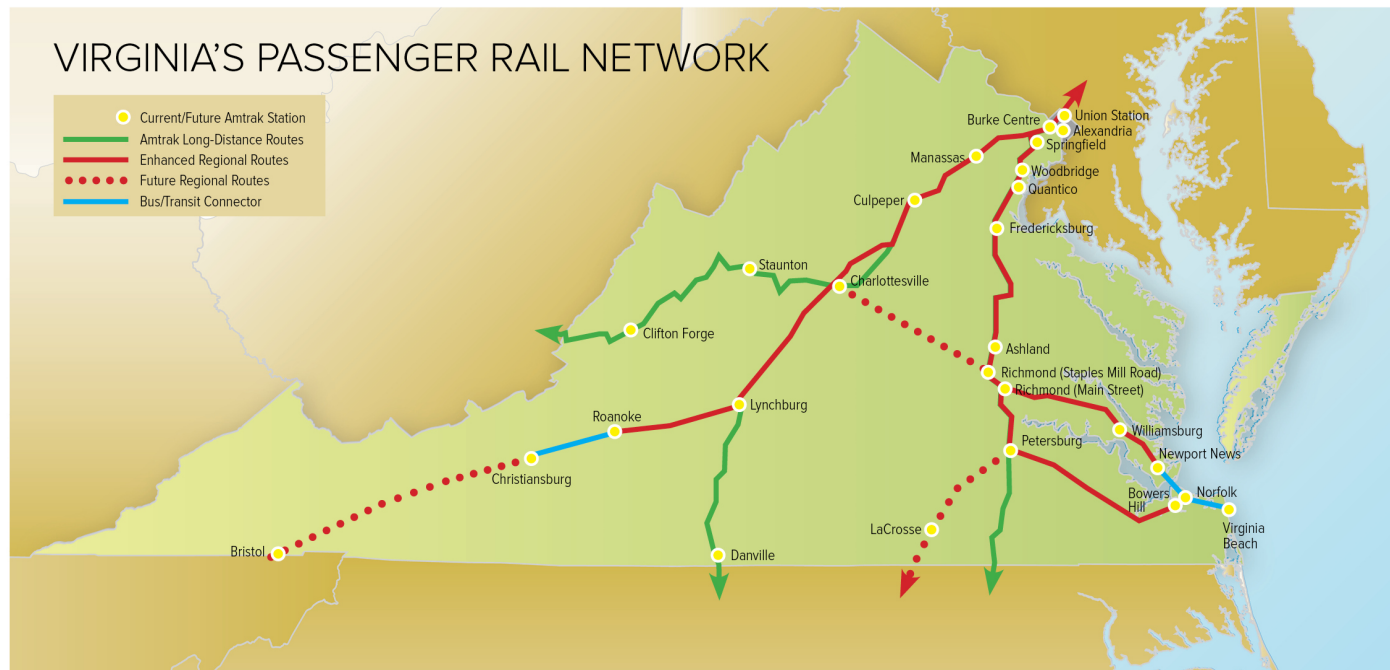 VIRGINIA'S PASSENGER RAIL NETWORK
Current/Future Amtrak Station
Amtrak Long-Distance Routes
Enhanced Regional Routes
Future Regional Routes
Bus/Transit Connector
Union Station
Burke Centre
Alexandria
Springfield
Manassas
Woodbridge
Quantico
Culpeper
Fredericksburg
Staunton
Charlottesville
Clifton Forge
Ashland
Richmond (Staples Mill Road)
Richmond (Main Street)
Lynchburg
Roanoke
Williamsburg
Petersburg
Newport News
Christiansburg
Bowers
Hill
Norfolk
LaCrosse
Virginia
Beach
Bristol
Danville